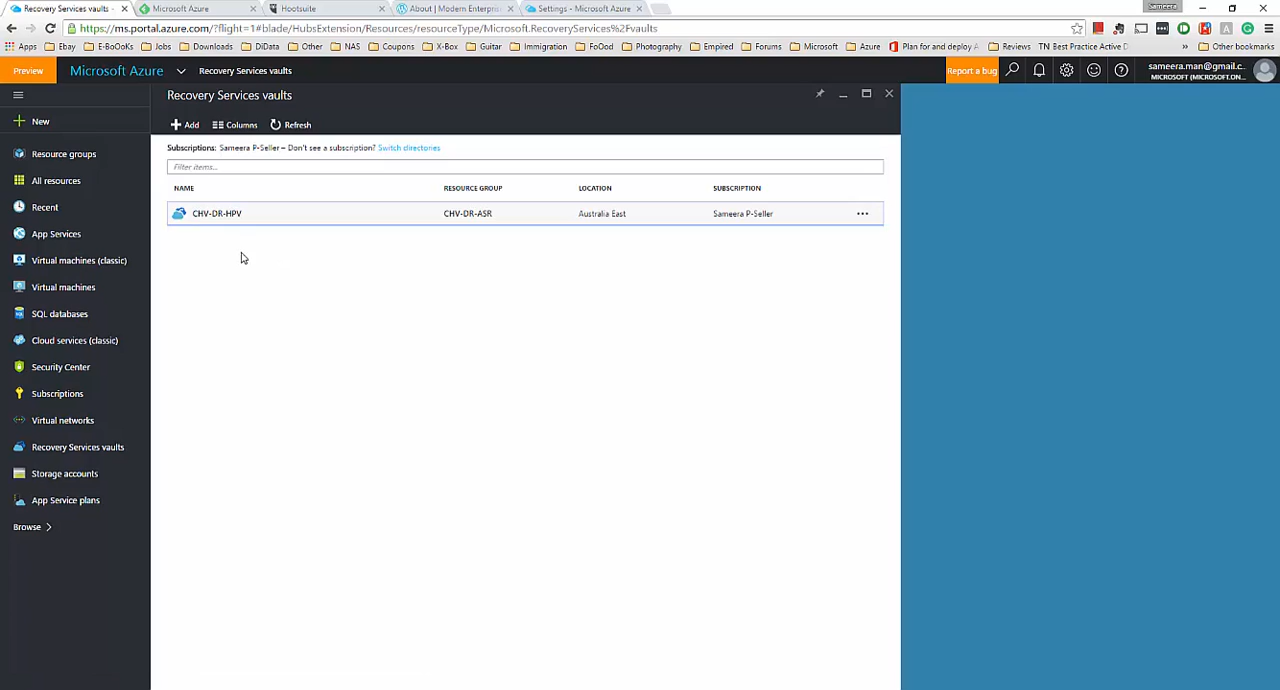 Recovery Services vaults -
Microsoft Azure
Hootsuite
About | Modern Enterpris
Settings - Microsoft Azure
Sameera
https://ms.portal.azure.com/?flight=1#blade/HubsExtension/Resources/resourceType/Microsoft.RecoveryServices%2Fvaults
Apps Ebay E-BoOKs Jobs Downloads DiData Other NAS Coupons X-Box Guitar Immigration FoOod Photography Empired Forums Microsoft Azure Plan for and deploy A Reviews TN Best Practice Active D » Other bookmarks
Preview
Microsoft Azure
Recovery Services vaults
Report a bug
sameera.man@gmail.c...
MICROSOFT (MICROSOFT.ON...
New
Resource groups
All resources
Recent
App Services
Virtual machines (classic)
Virtual machines
SQL databases
Cloud services (classic)
Security Center
Subscriptions
Virtual networks
Recovery Services vaults
Storage accounts
App Service plans
Browse
Recovery Services vaults
Add Columns Refresh
Subscriptions: Sameera P-Seller – Don't see a subscription? Switch directories
Filter items...
NAME RESOURCE GROUP LOCATION SUBSCRIPTION
CHV-DR-HPV CHV-DR-ASR Australia East Sameera P-Seller ...